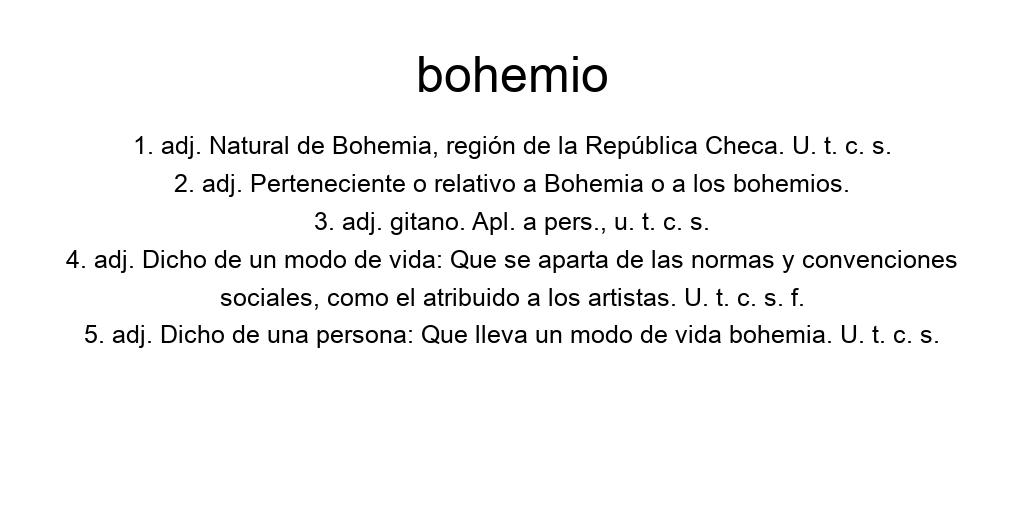 bohemio
1. adj. Natural de Bohemia, región de la República Checa. U. t. c. s.
2. adj. Perteneciente o relativo a Bohemia o a los bohemios.
3. adj. gitano. Apl. a pers., u. t. c. s.
4. adj. Dicho de un modo de vida: Que se aparta de las normas y convenciones
sociales, como el atribuido a los artistas. U. t. c. s. f.
5. adj. Dicho de una persona: Que lleva un modo de vida bohemia. U. t. c. s.